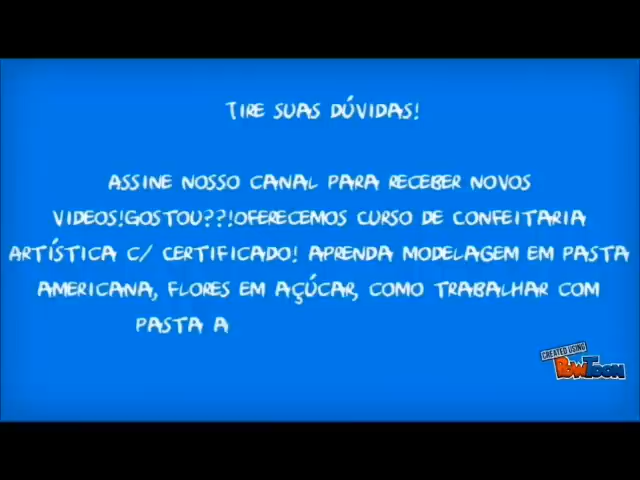 TIRE SUAS DÚVIDAS!
ASSINE NOSSO CANAL PARA RECEBER NOVOS
VIDEOS!GOSTOU??!OFERECEMOS CURSO DE CONFEITARIA
ARTÍSTICA C/ CERTIFICADO! APRENDA MODELAGEM EM PASTA
AMERICANA, FLORES EM AÇÚCAR, COMO TRABALHAR COM
PASTA A
CREATED USING
POWTOON